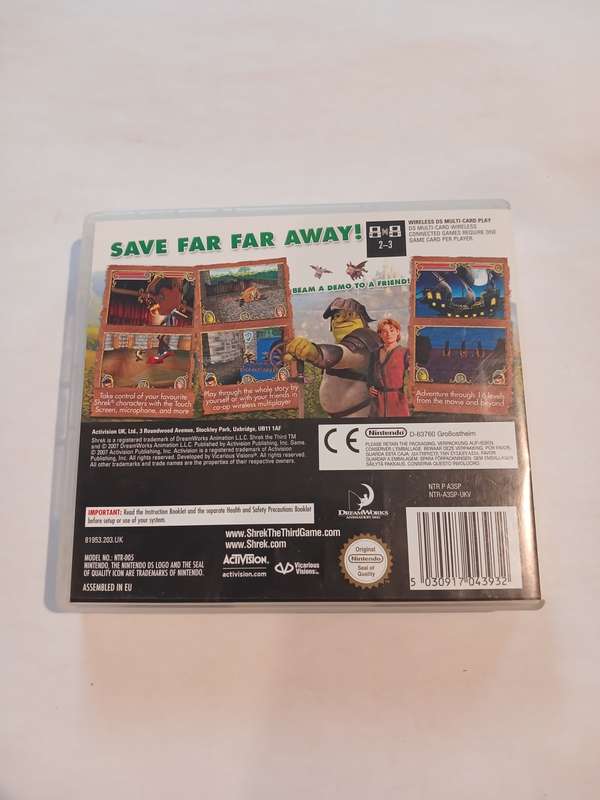 SAVE FAR FAR AWAY!
2-3
WIRELESS DS MULTI-CARD PLAY
DS MULTI-CARD WIRELESS
CONNECTED GAMES REQUIRE ONE
GAME CARD PER PLAYER.
BEAM A DEMO TO A FRIEND!
Take control of your favourite
Shrek characters with the Touch
Screen, microphone, and more
Play through the whole story by
yourself or with your friends in
co-op wireless multiplayer
Adventure through 16 levels
from the movie and beyond
Activision UK, Ltd., 3 Roundwood Avenue, Stockley Park, Uxbridge, UB11 1AF
Shrek is a registered trademark of DreamWorks Animation L.L.C. Shrek the Third TM
and © 2007 DreamWorks Animation L.L.C. Published by Activision Publishing, Inc. Game.
© 2007 Activision Publishing, Inc. Activision is a registered trademark of Activision
Publishing, Inc. All rights reserved. Developed by Vicarious Visions. All rights reserved.
All other trademarks and trade names are the properties of their respective owners.
CE
Nintendo
D-63760 Großostheim
PLEASE RETAIN THE PACKAGING. VERPACKUNG AUFHEBEN.
NTR P A3SP
NTR-A3SP-UKV
IMPORTANT: Read the Instruction Booklet and the separate Health and Safety Precautions Booklet
before setup or use of your system.
DREAMWORKS
81953.203.UK
www.ShrekTheThirdGame.com
www.Shrek.com
MODEL NO.: NTR-005
NINTENDO, THE NINTENDO DS LOGO AND THE SEAL
OF QUALITY ICON ARE TRADEMARKS OF NINTENDO.
ASSEMBLED IN EU
ACTIVISION.
activision.com
Vicarious
Visions
Original
Nintendo
Seal of
Quality
5 030917 043932